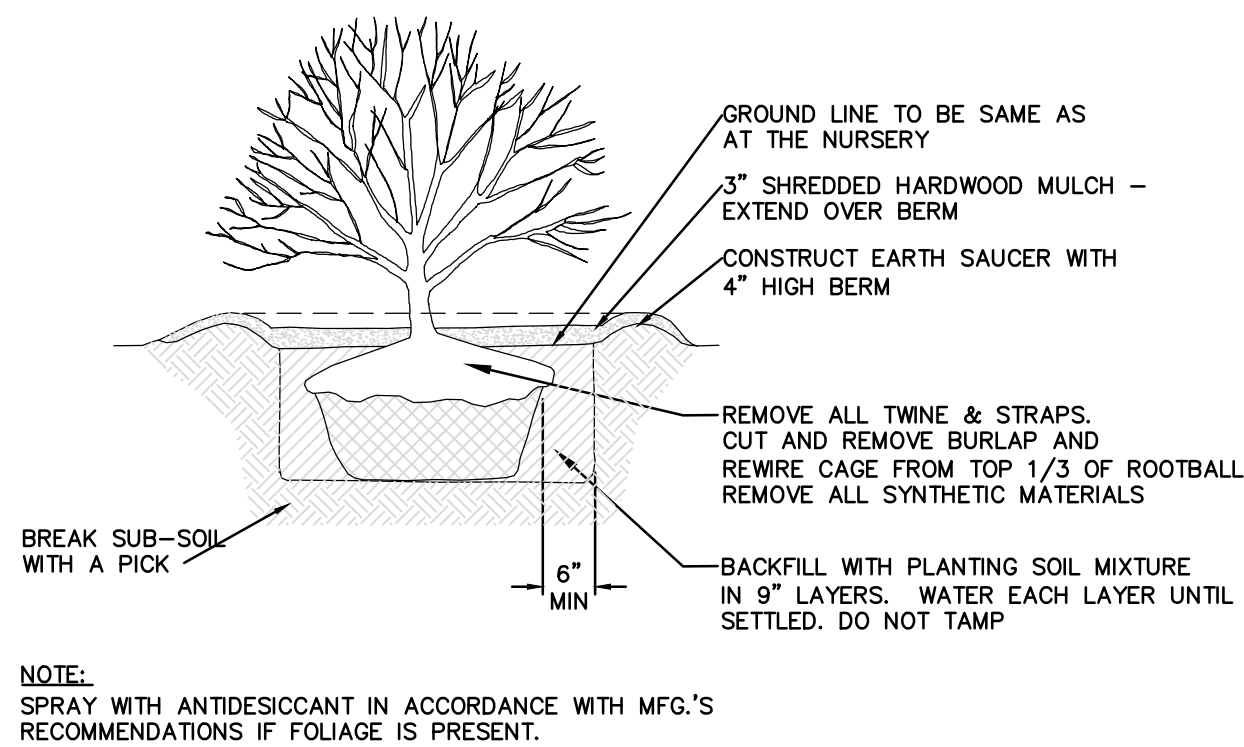 GROUND LINE TO BE SAME AS
AT THE NURSERY
3" SHREDDED HARDWOOD MULCH –
EXTEND OVER BERM
CONSTRUCT EARTH SAUCER WITH
4" HIGH BERM
REMOVE ALL TWINE & STRAPS.
CUT AND REMOVE BURLAP AND
REWIRE CAGE FROM TOP 1/3 OF ROOTBALL
REMOVE ALL SYNTHETIC MATERIALS
BREAK SUB-SOIL
WITH A PICK
6"
MIN
BACKFILL WITH PLANTING SOIL MIXTURE
IN 9" LAYERS. WATER EACH LAYER UNTIL
SETTLED. DO NOT TAMP
NOTE:
SPRAY WITH ANTIDESICCANT IN ACCORDANCE WITH MFG.'S
RECOMMENDATIONS IF FOLIAGE IS PRESENT.